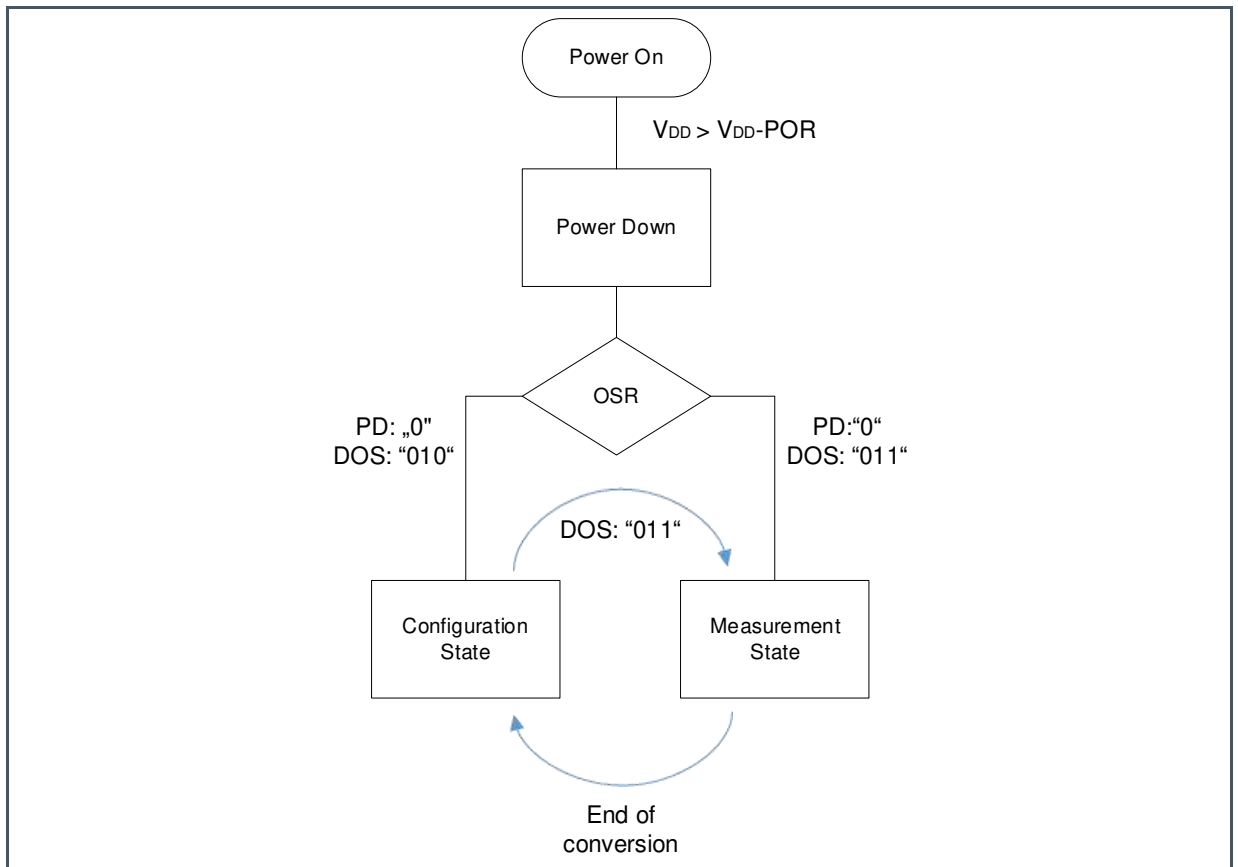 Power On
VDD > VDD-POR
Power Down
OSR
PD: „0"
DOS: “010“
PD:“0“
DOS: “011“
DOS: “011“
Configuration
State
Measurement
State
End of
conversion